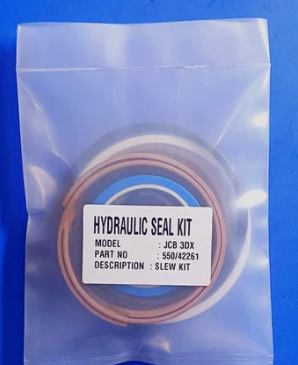 HYDRAULIC SEAL KIT
MODEL : JCB 3DX
PART NO : 550/42261
DESCRIPTION : SLEW KIT